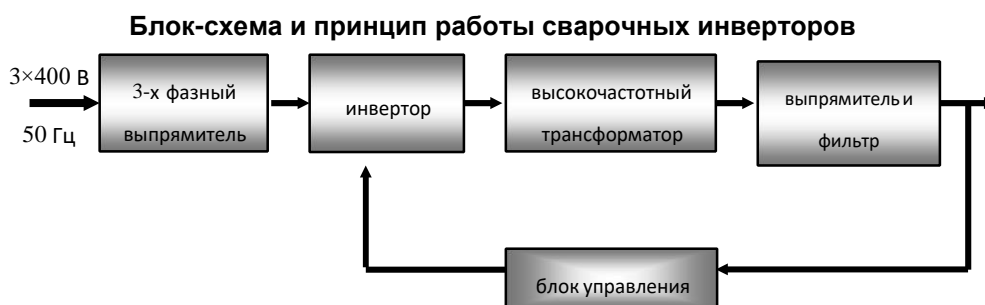 Блок-схема и принцип работы сварочных инверторов
3×400 В
50 Гц
3-х фазный
выпрямитель
инвертор
высокочастотный
трансформатор
выпрямитель и
фильтр
блок управления